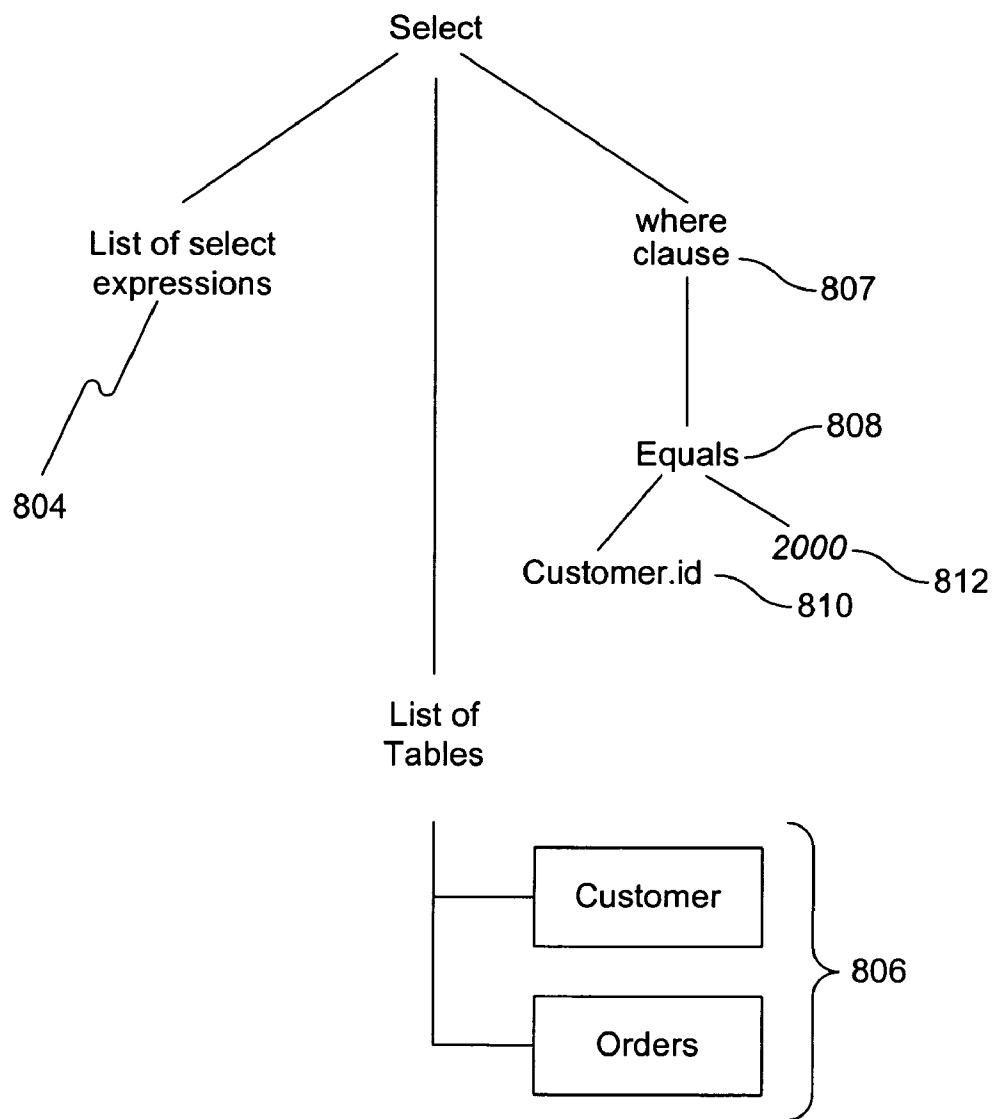 Select
List of select
expressions
804
where
clause
807
Equals
808
Customer.id
810
2000
812
List of
Tables
Customer
Orders
806